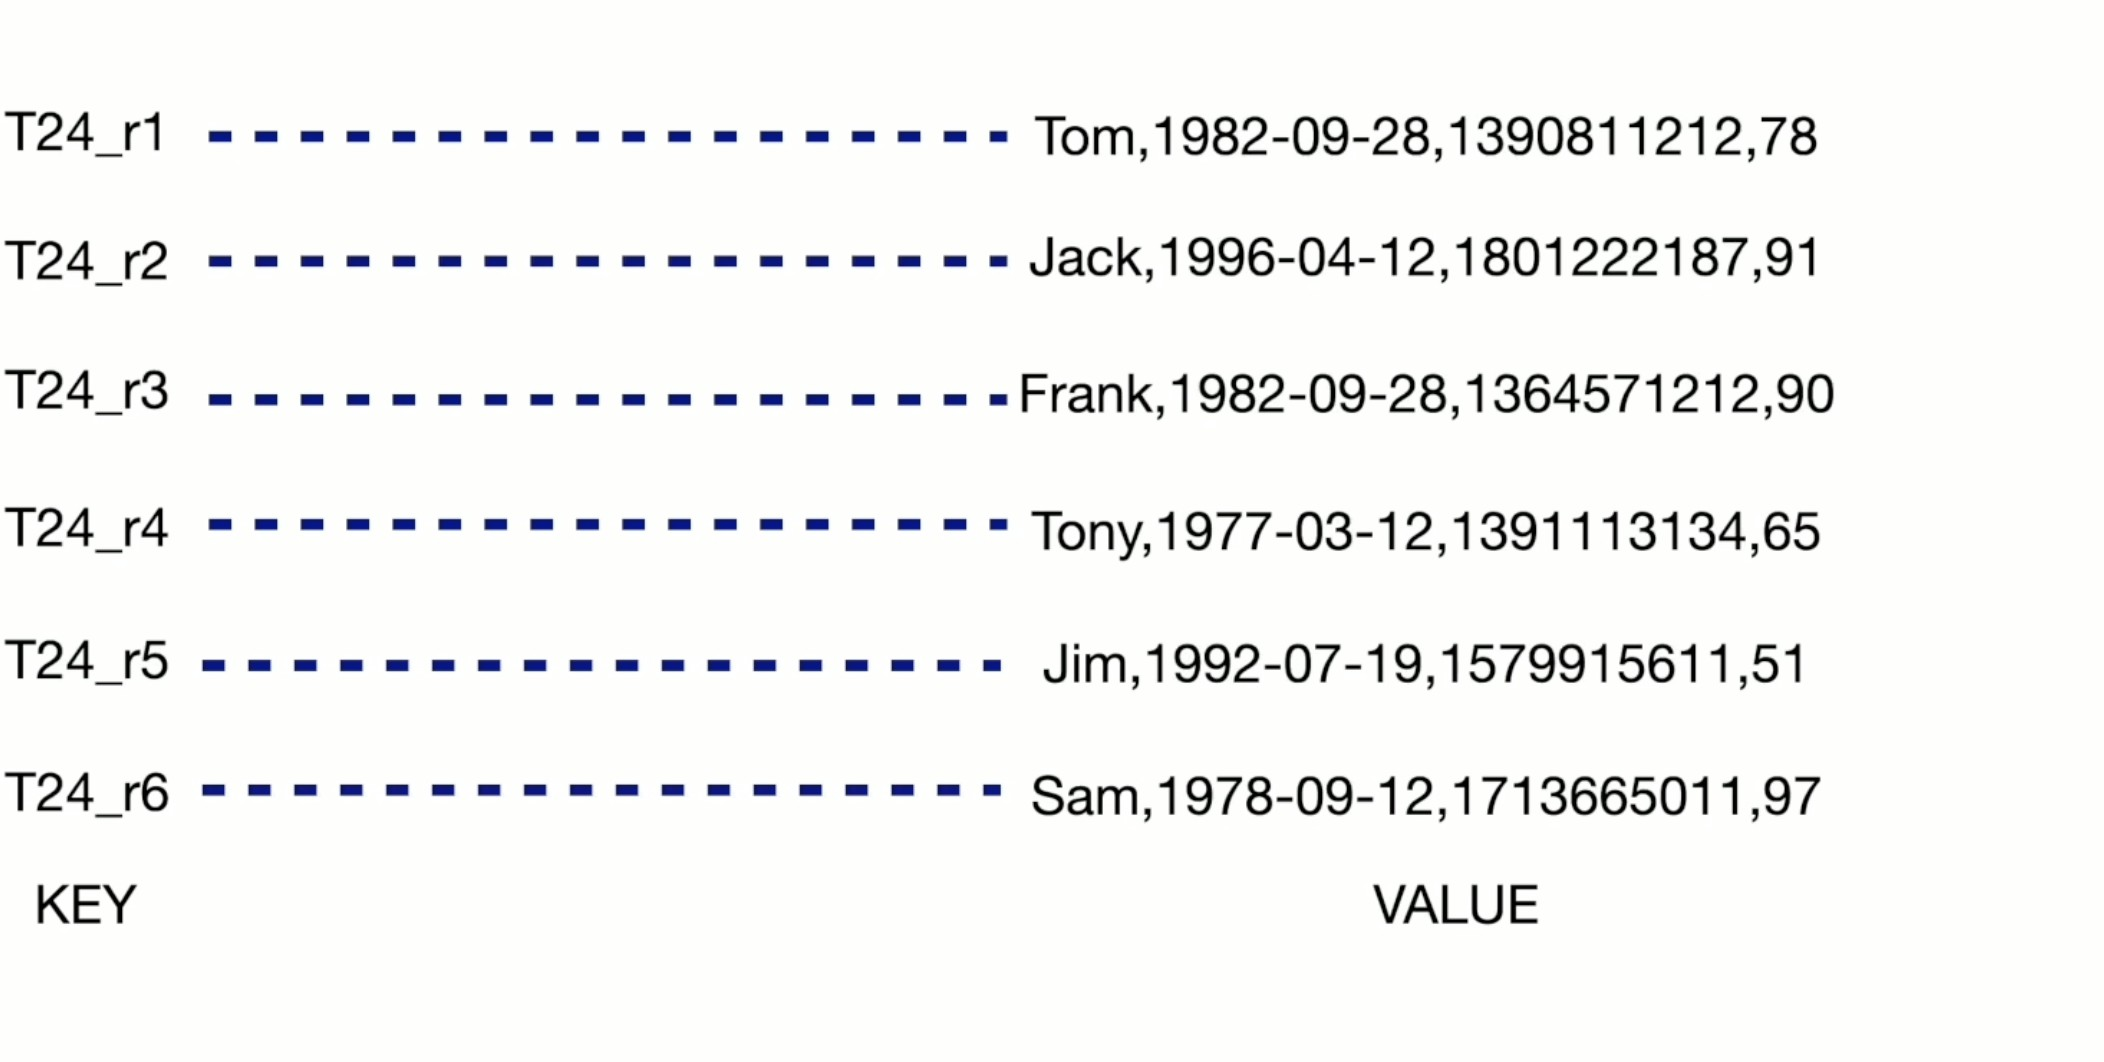 T24_r1 Tom,1982-09-28,1390811212,78
T24_r2 Jack,1996-04-12,1801222187,91
T24_r3 Frank,1982-09-28,1364571212,90
T24_r4 Tony,1977-03-12,1391113134,65
T24_r5 Jim,1992-07-19,1579915611,51
T24_r6 Sam,1978-09-12,1713665011,97
KEY VALUE